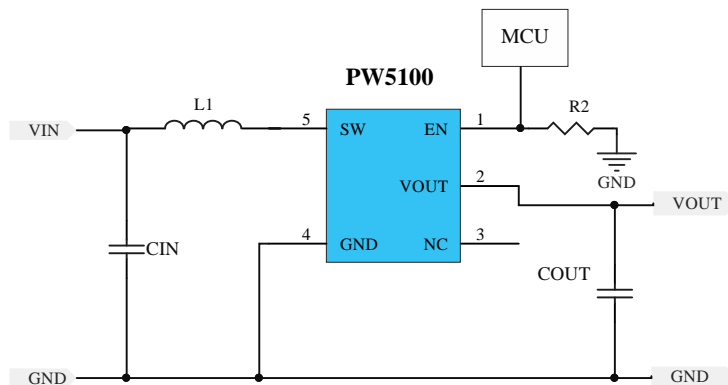 MCU
PW5100
L1
R2
VIN
5
SW
EN
1
GND
VOUT
2
VOUT
4
GND
NC
3
CIN
COUT
GND
GND